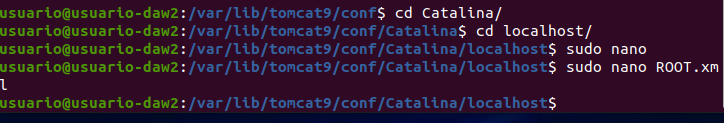 usuario@usuario-daw2:/var/lib/tomcat9/conf$ cd Catalina/
usuario@usuario-daw2:/var/lib/tomcat9/conf/Catalina$ cd localhost/
usuario@usuario-daw2:/var/lib/tomcat9/conf/Catalina/localhost$ sudo nano
usuario@usuario-daw2:/var/lib/tomcat9/conf/Catalina/localhost$ sudo nano ROOT.xm
l
usuario@usuario-daw2:/var/lib/tomcat9/conf/Catalina/localhost$